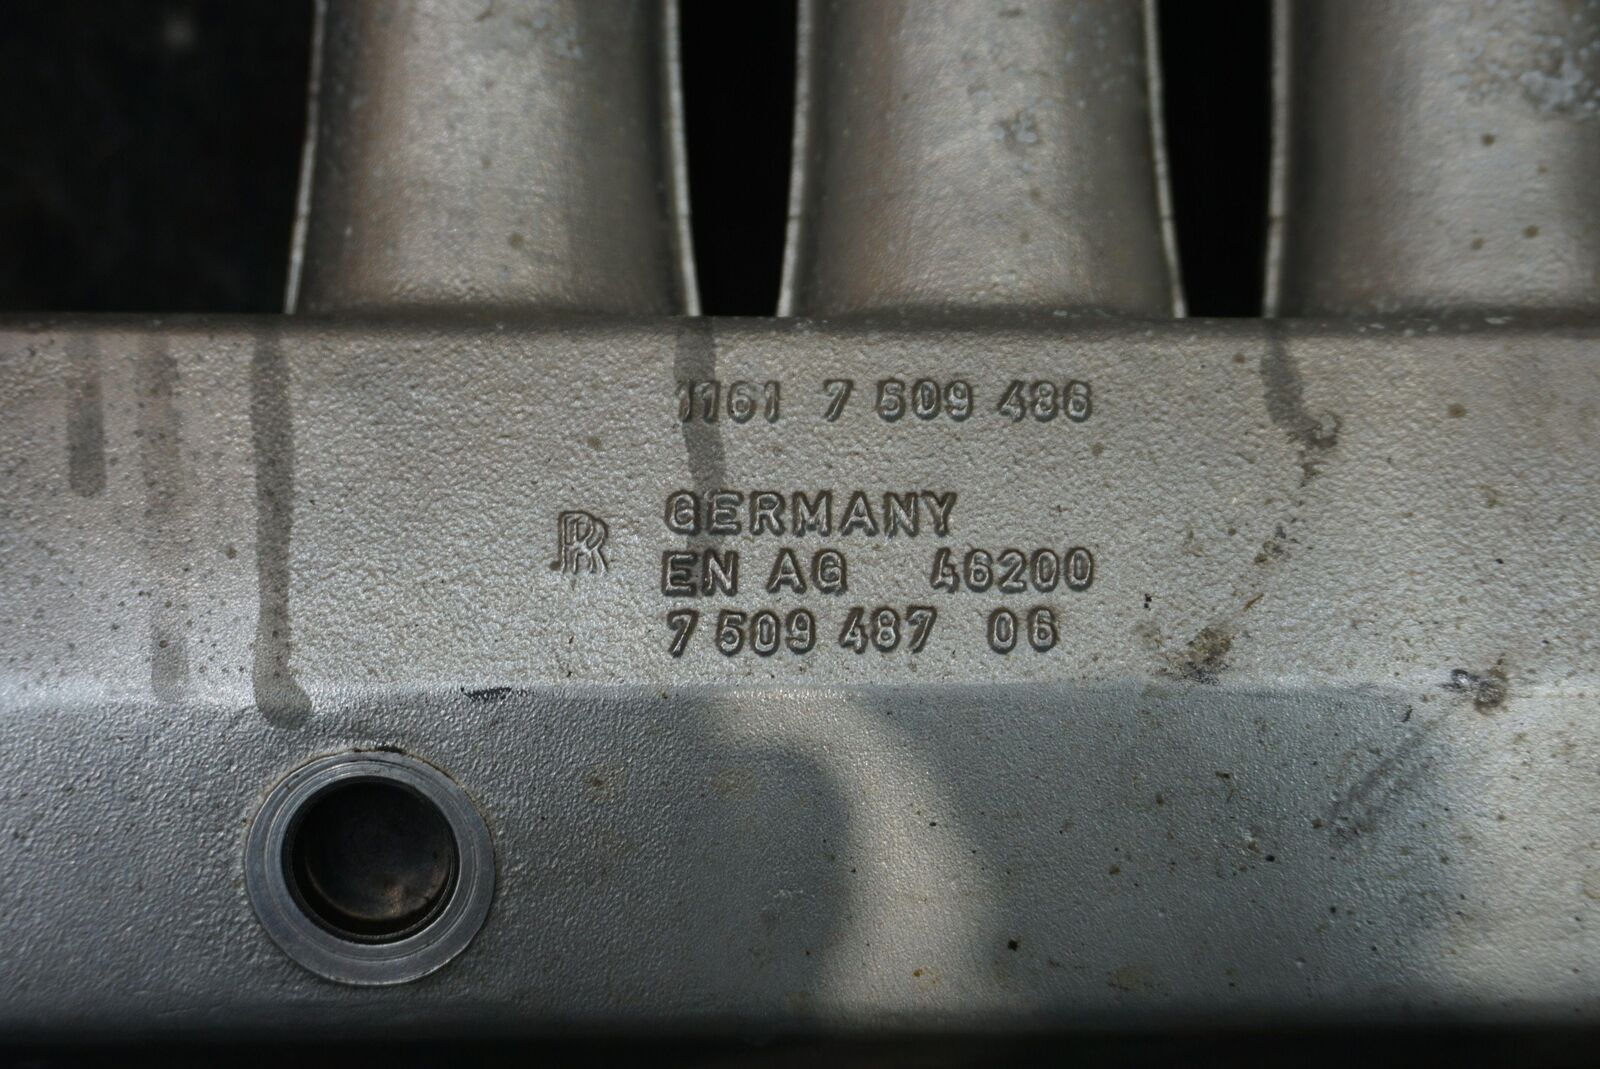 1161 7 509 486
RR
GERMANY
EN AG 46200
7 509 487 06